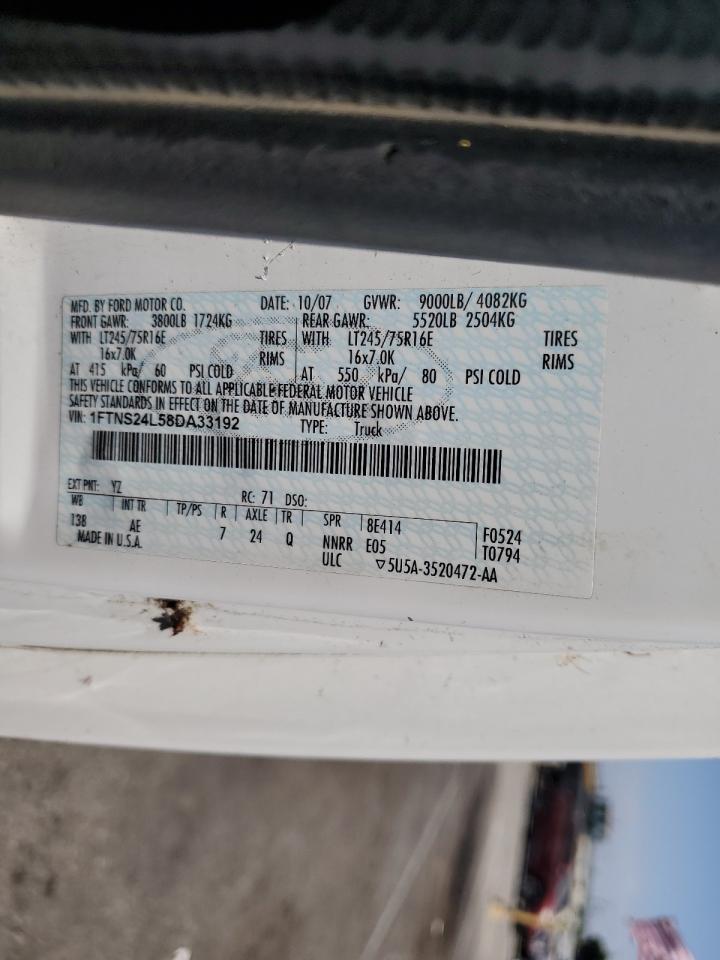 MFD. BY FORD MOTOR CO. DATE: 10/07 GVWR: 9000LB/ 4082KG
FRONT GAWR: 3800LB 1724KG REAR GAWR: 5520LB 2504KG
WITH LT245/75R16E TIRES WITH LT245/75R16E TIRES
16x7.0K RIMS 16x7.0K RIMS
AT 415 kPa/ 60 PSI COLD AT 550 kPa/ 80 PSI COLD
THIS VEHICLE CONFORMS TO ALL APPLICABLE FEDERAL MOTOR VEHICLE
SAFETY STANDARDS IN EFFECT ON THE DATE OF MANUFACTURE SHOWN ABOVE.
VIN: 1FTNS24L58DA33192 TYPE: Truck
EXT PNT: YZ RC: 71 DSO:
WB INT TR TP/PS R AXLE TR SPR 8E414 F0524
138 AE 7 24 Q NNRR E05 T0794
MADE IN U.S.A. ULC ▽5U5A-3520472-AA